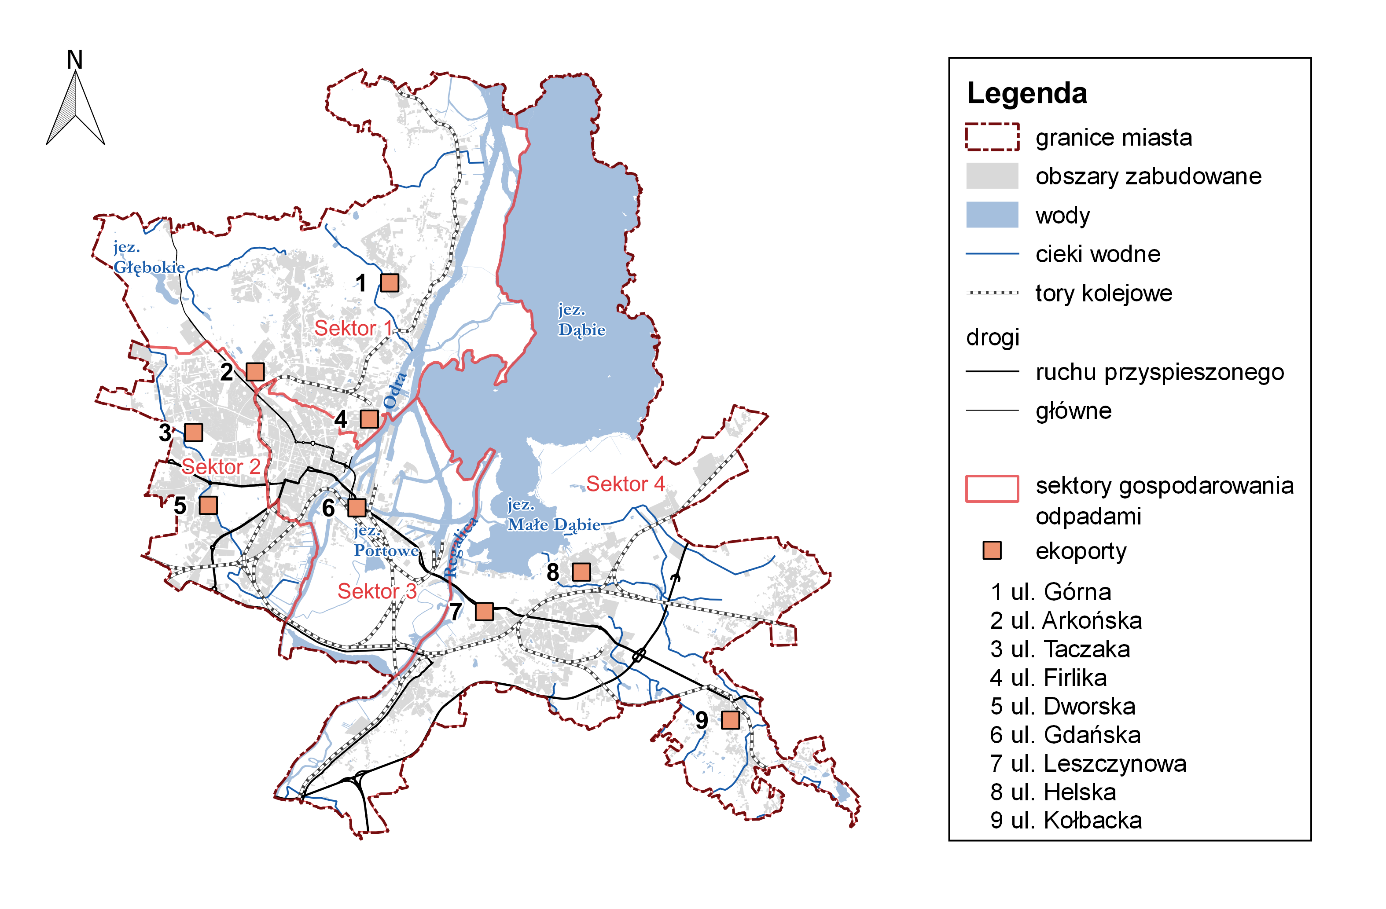 N
jez.
Głębokie
1
Sektor 1
jez.
Dąbie
2
Odra
4
3
Sektor 2
Sektor 4
5
6
jez.
Małe Dąbie
jez.
Portowe
Regalica
8
Sektor 3
7
9
Legenda
granice miasta
obszary zabudowane
wody
cieki wodne
tory kolejowe
drogi
ruchu przyspieszonego
główne
sektory gospodarowania
odpadami
ekoporty
1 ul. Górna
2 ul. Arkońska
3 ul. Taczaka
4 ul. Firlika
5 ul. Dworska
6 ul. Gdańska
7 ul. Leszczynowa
8 ul. Helska
9 ul. Kołbacka